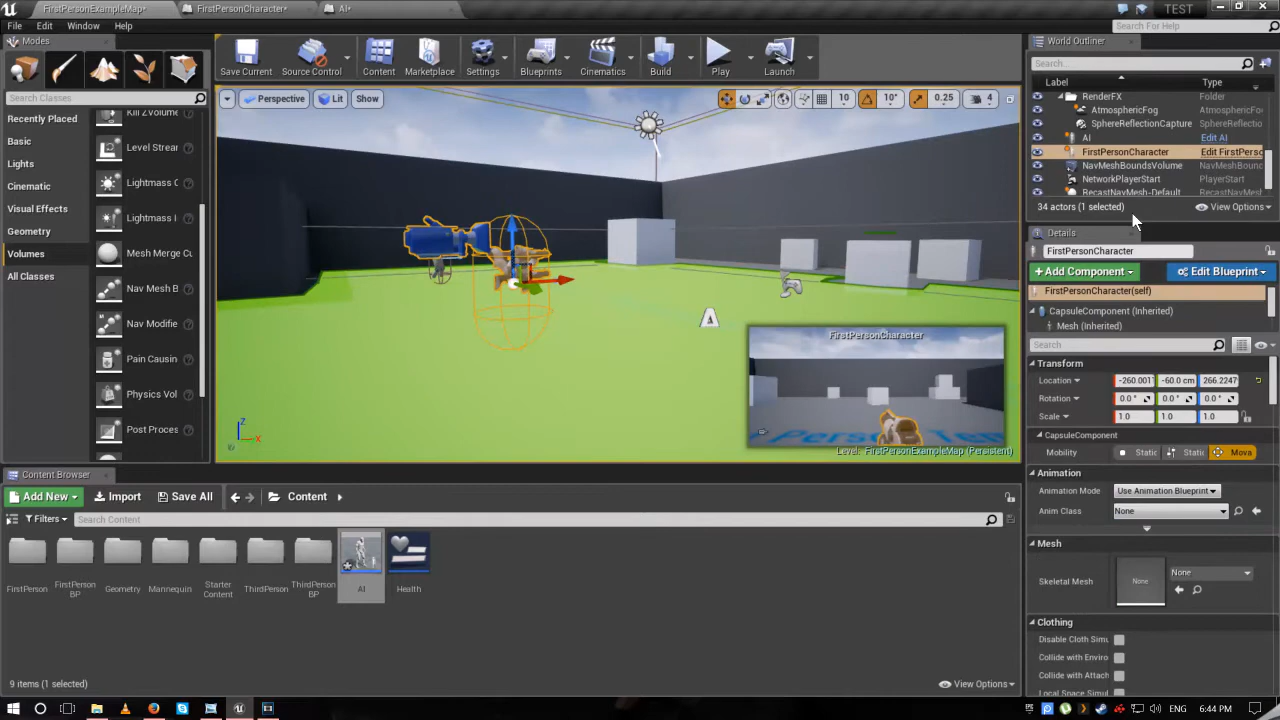 FirstPersonExampleMap*
FirstPersonCharacter*
AI*
TEST
File
Edit
Window
Help
Search For Help
Modes
Search Classes
Recently Placed
Basic
Lights
Cinematic
Visual Effects
Geometry
Volumes
All Classes
Kill ZVolume
Level Stream
Lightmass C
Lightmass I
Mesh Merge Cu
Nav Mesh B
Nav Modifie
Pain Causin
Physics Vol
Post Proces
Save Current
Source Control
Content
Marketplace
Settings
Blueprints
Cinematics
Build
Play
Launch
Perspective
Lit
Show
10
10°
0.25
4
FirstPersonCharacter
Level: FirstPersonExampleMap (Persistent)
World Outliner
Search...
Label
Type
RenderFX
Folder
AtmosphericFog
AtmosphericFo
SphereReflectionCapture
SphereReflectio
AI
Edit AI
FirstPersonCharacter
Edit FirstPerso
NavMeshBoundsVolume
NavMeshBound
NetworkPlayerStart
PlayerStart
RecastNavMesh-Default
RecastNavMesh
34 actors (1 selected)
View Options
Details
FirstPersonCharacter
Add Component
Edit Blueprint
FirstPersonCharacter(self)
CapsuleComponent (Inherited)
Mesh (Inherited)
Search
Transform
Location
-260.001
-60.0 cm
266.2247
Rotation
0.0 °
0.0 °
0.0 °
Scale
1.0
1.0
1.0
CapsuleComponent
Mobility
Static
Static
Mova
Animation
Animation Mode
Use Animation Blueprint
Anim Class
None
Mesh
Skeletal Mesh
None
None
Clothing
Disable Cloth Simu
Collide with Enviro
Collide with Attach
Local Space Simul
Content Browser
Add New
Import
Save All
Content
Filters
Search Content
FirstPerson
FirstPerson
BP
Geometry
Mannequin
Starter
Content
ThirdPerson
ThirdPerson
BP
AI
Health
9 items (1 selected)
View Options
ENG
6:44 PM